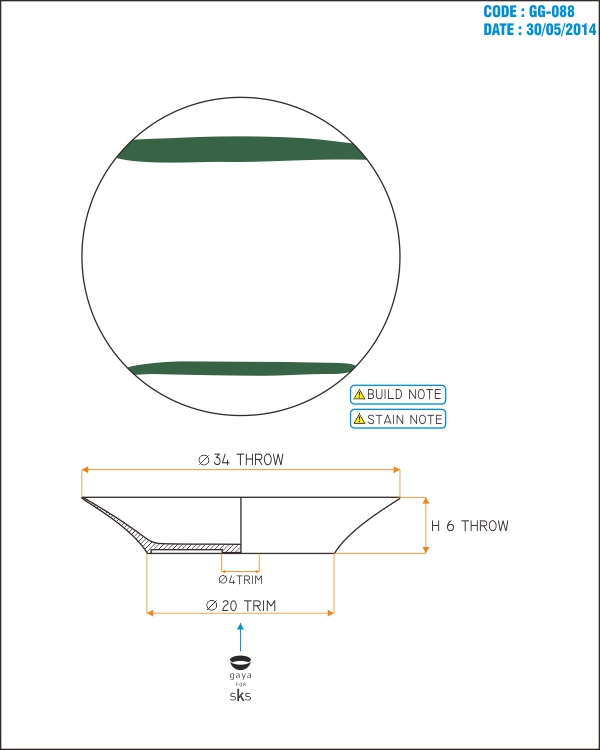 CODE : GG-088
DATE : 30/05/2014
BUILD NOTE
STAIN NOTE
Ø 34 THROW
H 6 THROW
Ø4TRIM
Ø 20 TRIM
gaya
FOR
sks